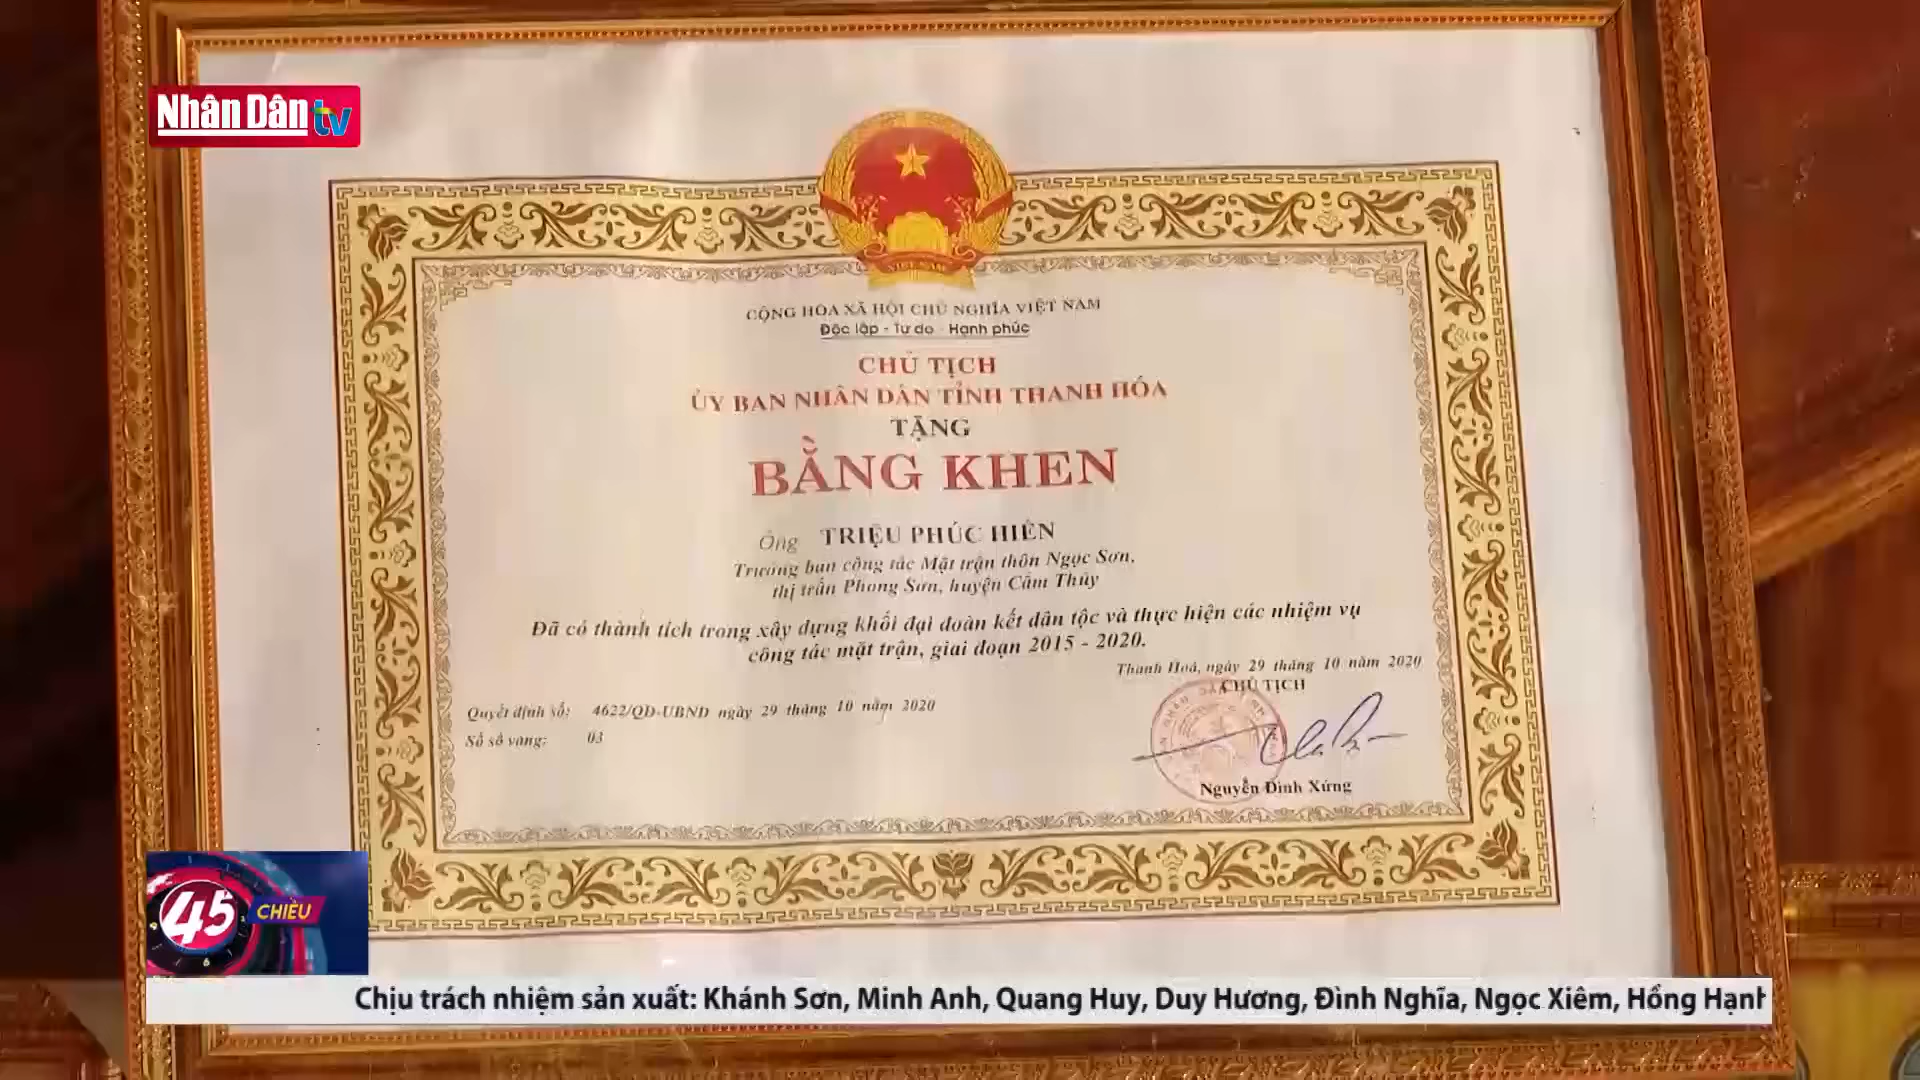 Nhân Dân tv
VIỆT NAM
CỘNG HÒA XÃ HỘI CHỦ NGHĨA VIỆT NAM
Độc lập - Tự do - Hạnh phúc
CHỦ TỊCH
ỦY BAN NHÂN DÂN TỈNH THANH HÓA
TẶNG
BẰNG KHEN
Ông TRIỆU PHÚC HIÊN
Trưởng ban công tác Mặt trận thôn Ngọc Sơn,
thị trấn Phong Sơn, huyện Cẩm Thủy
Đã có thành tích trong xây dựng khối đại đoàn kết dân tộc và thực hiện các nhiệm vụ
công tác mặt trận, giai đoạn 2015 - 2020.
Thanh Hoá, ngày 29 tháng 10 năm 2020
CHỦ TỊCH
Quyết định số: 4622/QĐ-UBND ngày 29 tháng 10 năm 2020
Số sổ vàng: 03
Nguyễn Đình Xứng
45 CHIỀU
Chịu trách nhiệm sản xuất: Khánh Sơn, Minh Anh, Quang Huy, Duy Hương, Đình Nghĩa, Ngọc Xiêm, Hồng Hạnh